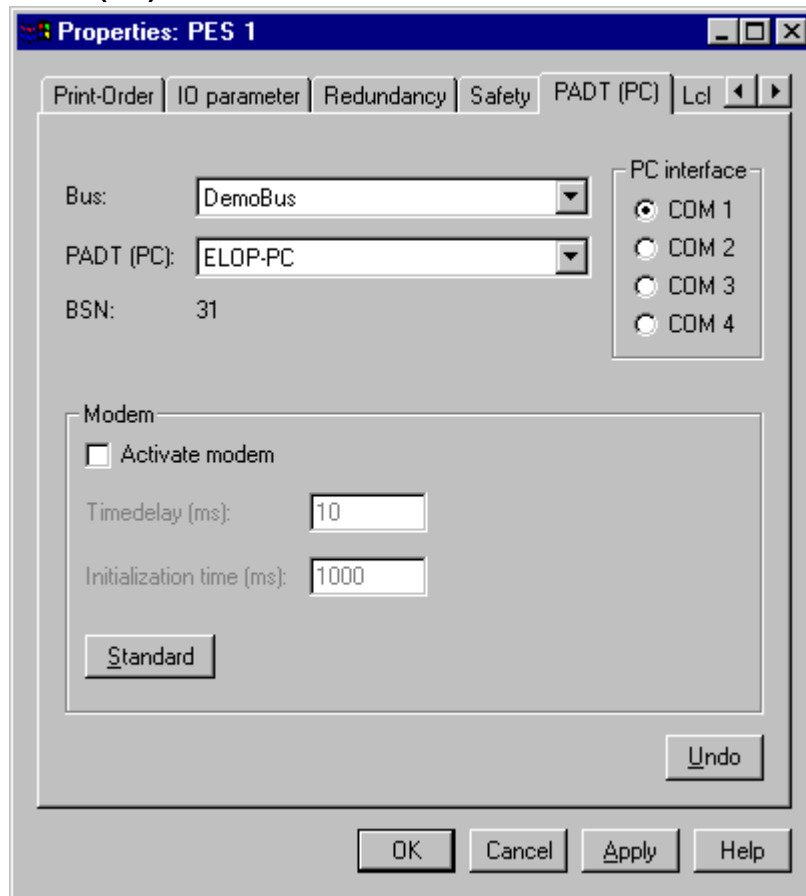 Properties: PES 1
Print-Order IO parameter Redundancy Safety PADT (PC) Lcl
PC interface
Bus: DemoBus
COM 1
PADT (PC): ELOP-PC
COM 2
BSN: 31
COM 3
COM 4
Modem
Activate modem
Timedelay (ms): 10
Initialization time (ms): 1000
Standard
Undo
OK Cancel Apply Help